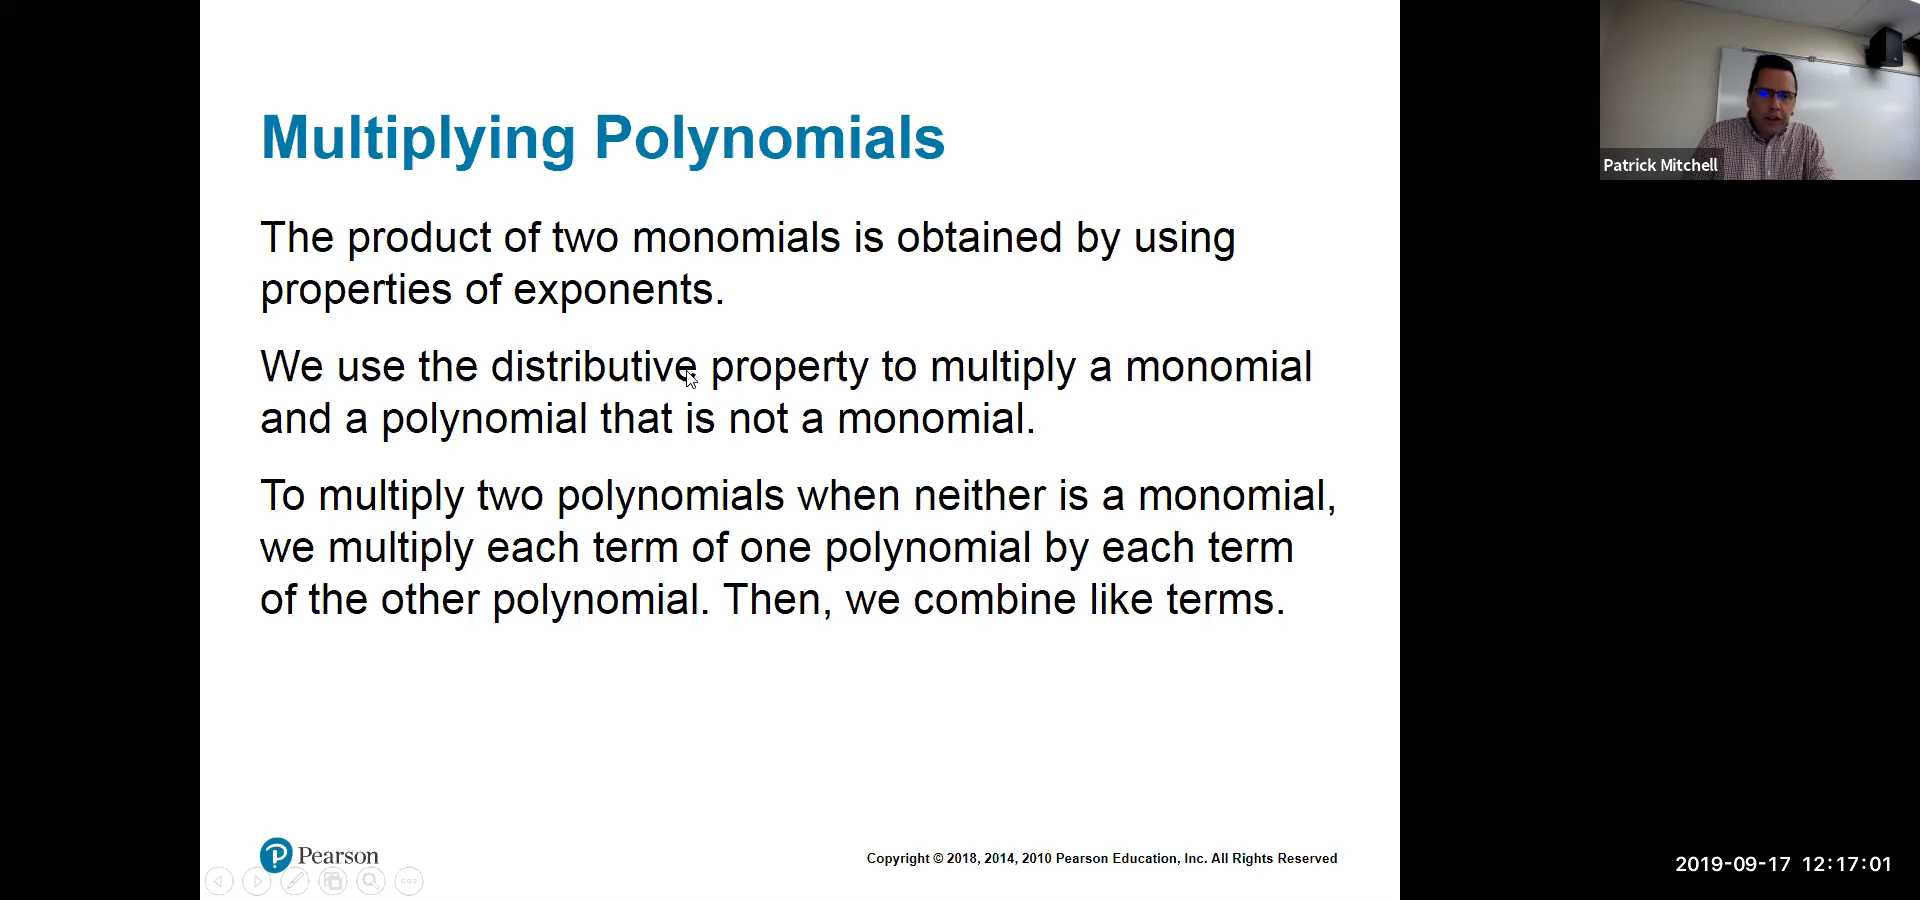 Multiplying Polynomials
The product of two monomials is obtained by using
properties of exponents.
We use the distributive property to multiply a monomial
and a polynomial that is not a monomial.
To multiply two polynomials when neither is a monomial,
we multiply each term of one polynomial by each term
of the other polynomial. Then, we combine like terms.
Pearson
Copyright © 2018, 2014, 2010 Pearson Education, Inc. All Rights Reserved
Patrick Mitchell
2019-09-17 12:17:01